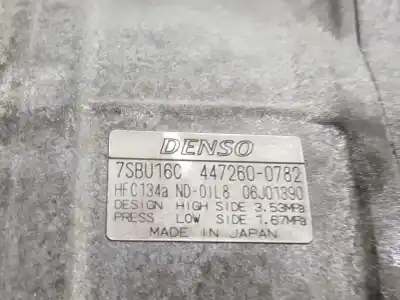 DENSO
7SBU16C 447260-0782
HFC134a ND-OIL8 06J01390
DESIGN HIGH SIDE 3.53MPa
PRESS LOW SIDE 1.67MPa
MADE IN JAPAN